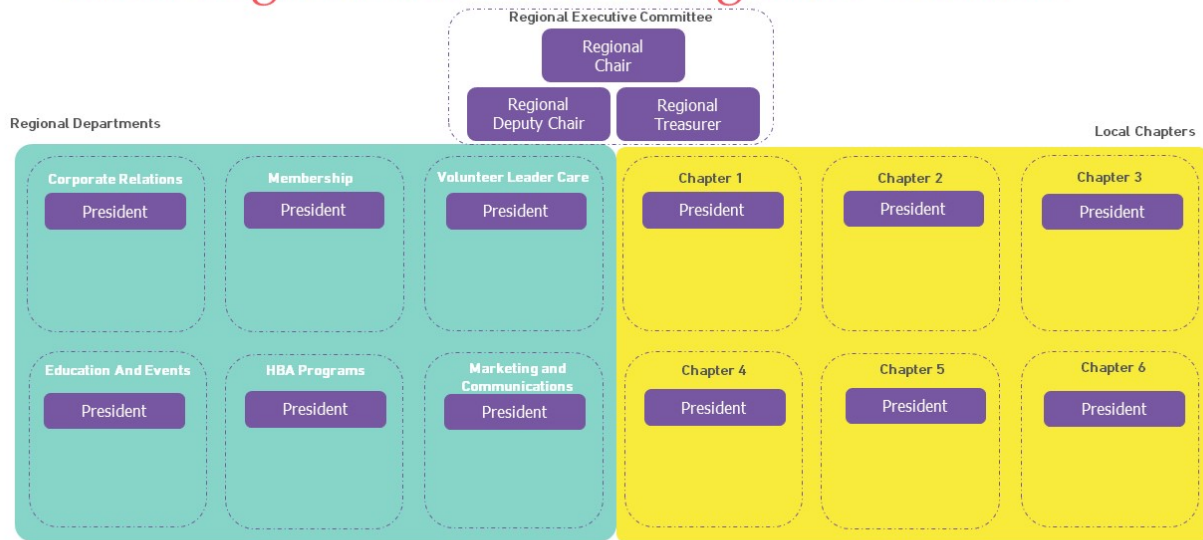 Regional Executive Committee
Regional
Chair
Regional
Deputy Chair
Regional
Treasurer
Regional Departments
Local Chapters
Corporate Relations
President
Membership
President
Volunteer Leader Care
President
Chapter 1
President
Chapter 2
President
Chapter 3
President
Education And Events
President
HBA Programs
President
Marketing and
Communications
President
Chapter 4
President
Chapter 5
President
Chapter 6
President